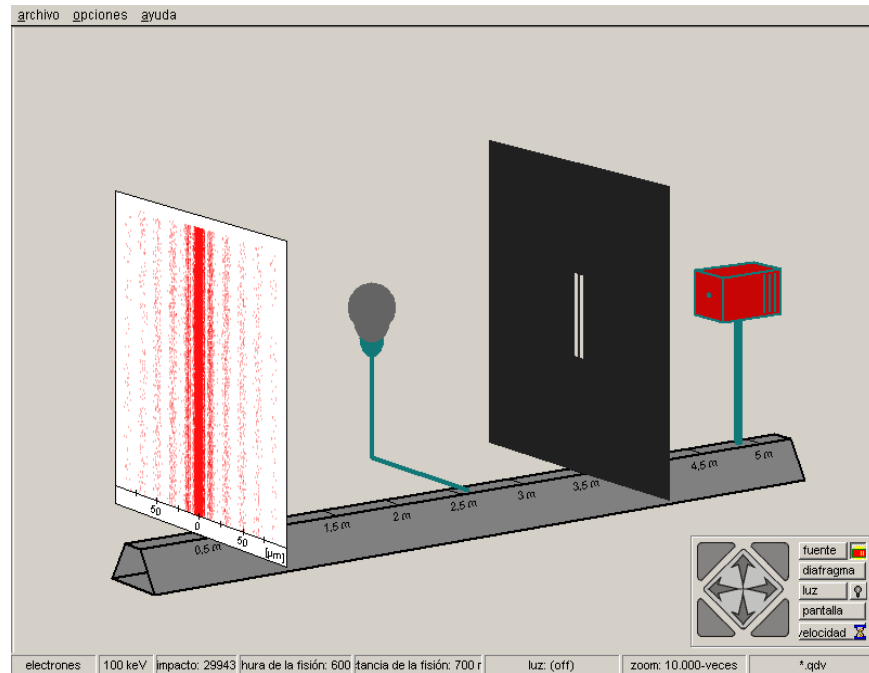 archivo opciones ayuda
50
0
50
[µm]
0,5 m
1,5 m
2 m
2,5 m
3 m
3,5 m
4,5 m
5 m
fuente
diafragma
luz
pantalla
velocidad
electrones 100 keV impacto: 29943 hura de la fisión: 600 tancia de la fisión: 700 r luz: (off) zoom: 10.000-veces *.qdv